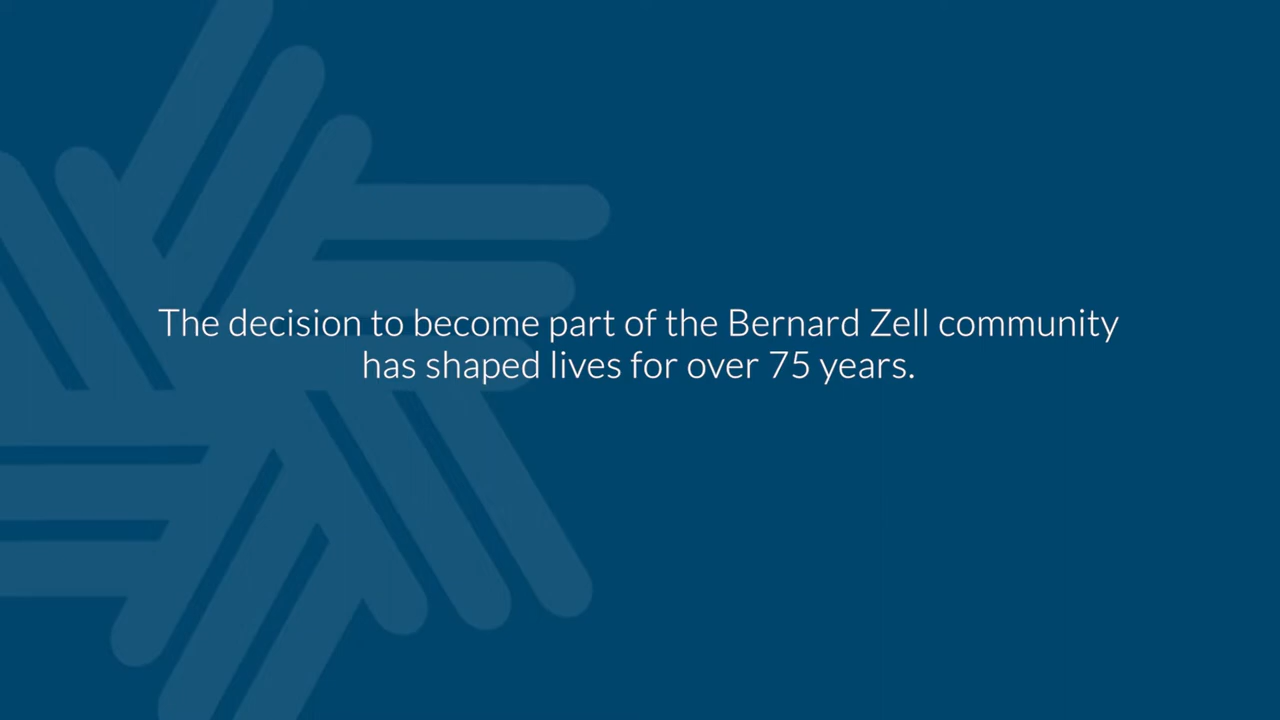 The decision to become part of the Bernard Zell community
has shaped lives for over 75 years.